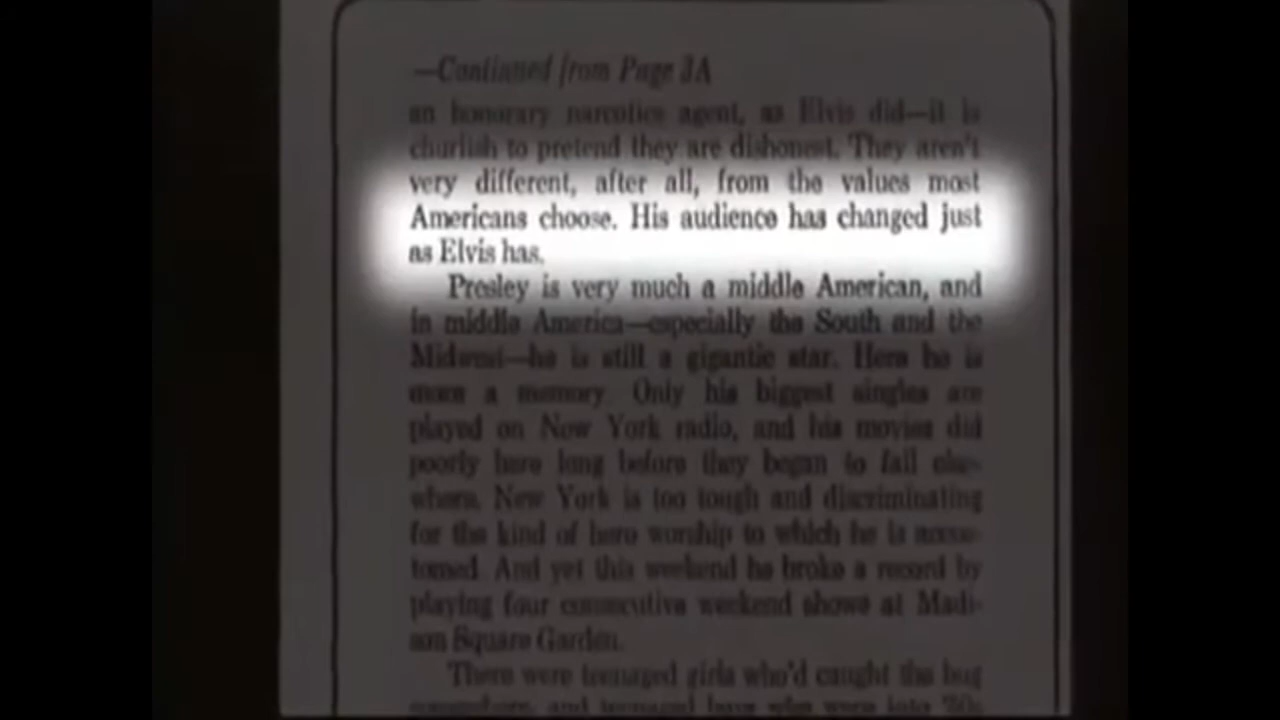 —Continued from Page 3A
an honorary narcotics agent, as Elvis did—it is
churlish to pretend they are dishonest. They aren't
very different, after all, from the values most
Americans choose. His audience has changed just
as Elvis has.
Presley is very much a middle American, and
in middle America—especially the South and the
Midwest—he is still a gigantic star. Here he is
more a memory. Only his biggest singles are
played on New York radio, and his movies did
poorly here long before they began to fail else-
where. New York is too tough and discriminating
for the kind of hero worship to which he is accus-
tomed. And yet this weekend he broke a record by
playing four consecutive weekend shows at Madi-
son Square Garden.
There were teenaged girls who'd caught the bug
and teenaged boys who were into '50s